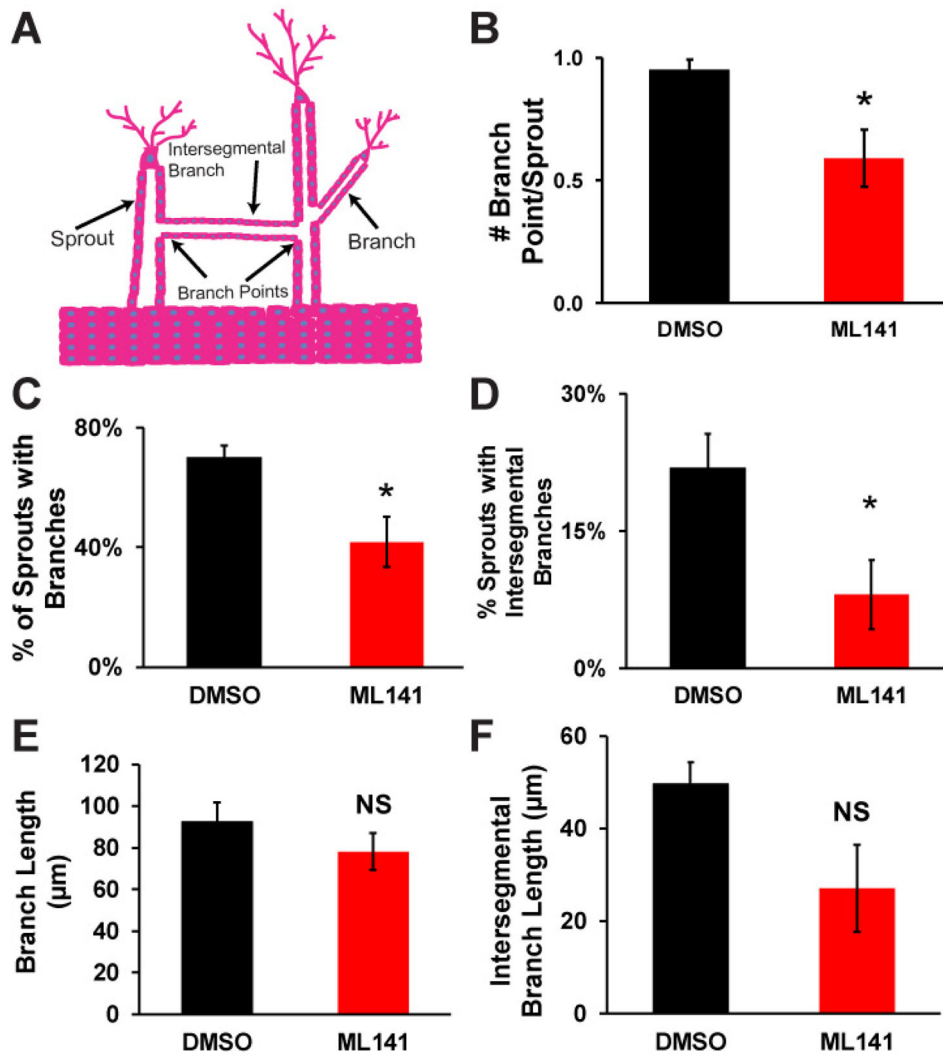 A
Intersegmental
Branch
Sprout
Branch
Branch Points
B
# Branch
Point/Sprout
1.0
0.5
0.0
*
DMSO
ML141
C
% of Sprouts with
Branches
80%
40%
0%
*
DMSO
ML141
D
% Sprouts with
Intersegmental
Branches
30%
15%
0%
*
DMSO
ML141
E
Branch Length
(µm)
120
100
80
60
40
20
0
NS
DMSO
ML141
F
Intersegmental
Branch Length (µm)
60
40
20
0
NS
DMSO
ML141